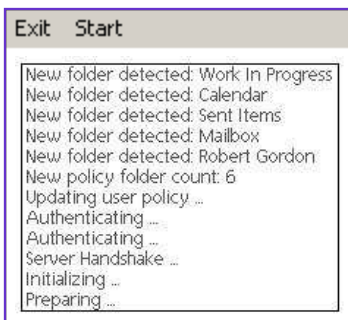 Exit Start
New folder detected: Work In Progress
New folder detected: Calendar
New folder detected: Sent Items
New folder detected: Mailbox
New folder detected: Robert Gordon
New policy folder count: 6
Updating user policy ...
Authenticating ...
Authenticating ...
Server Handshake ...
Initializing ...
Preparing ...